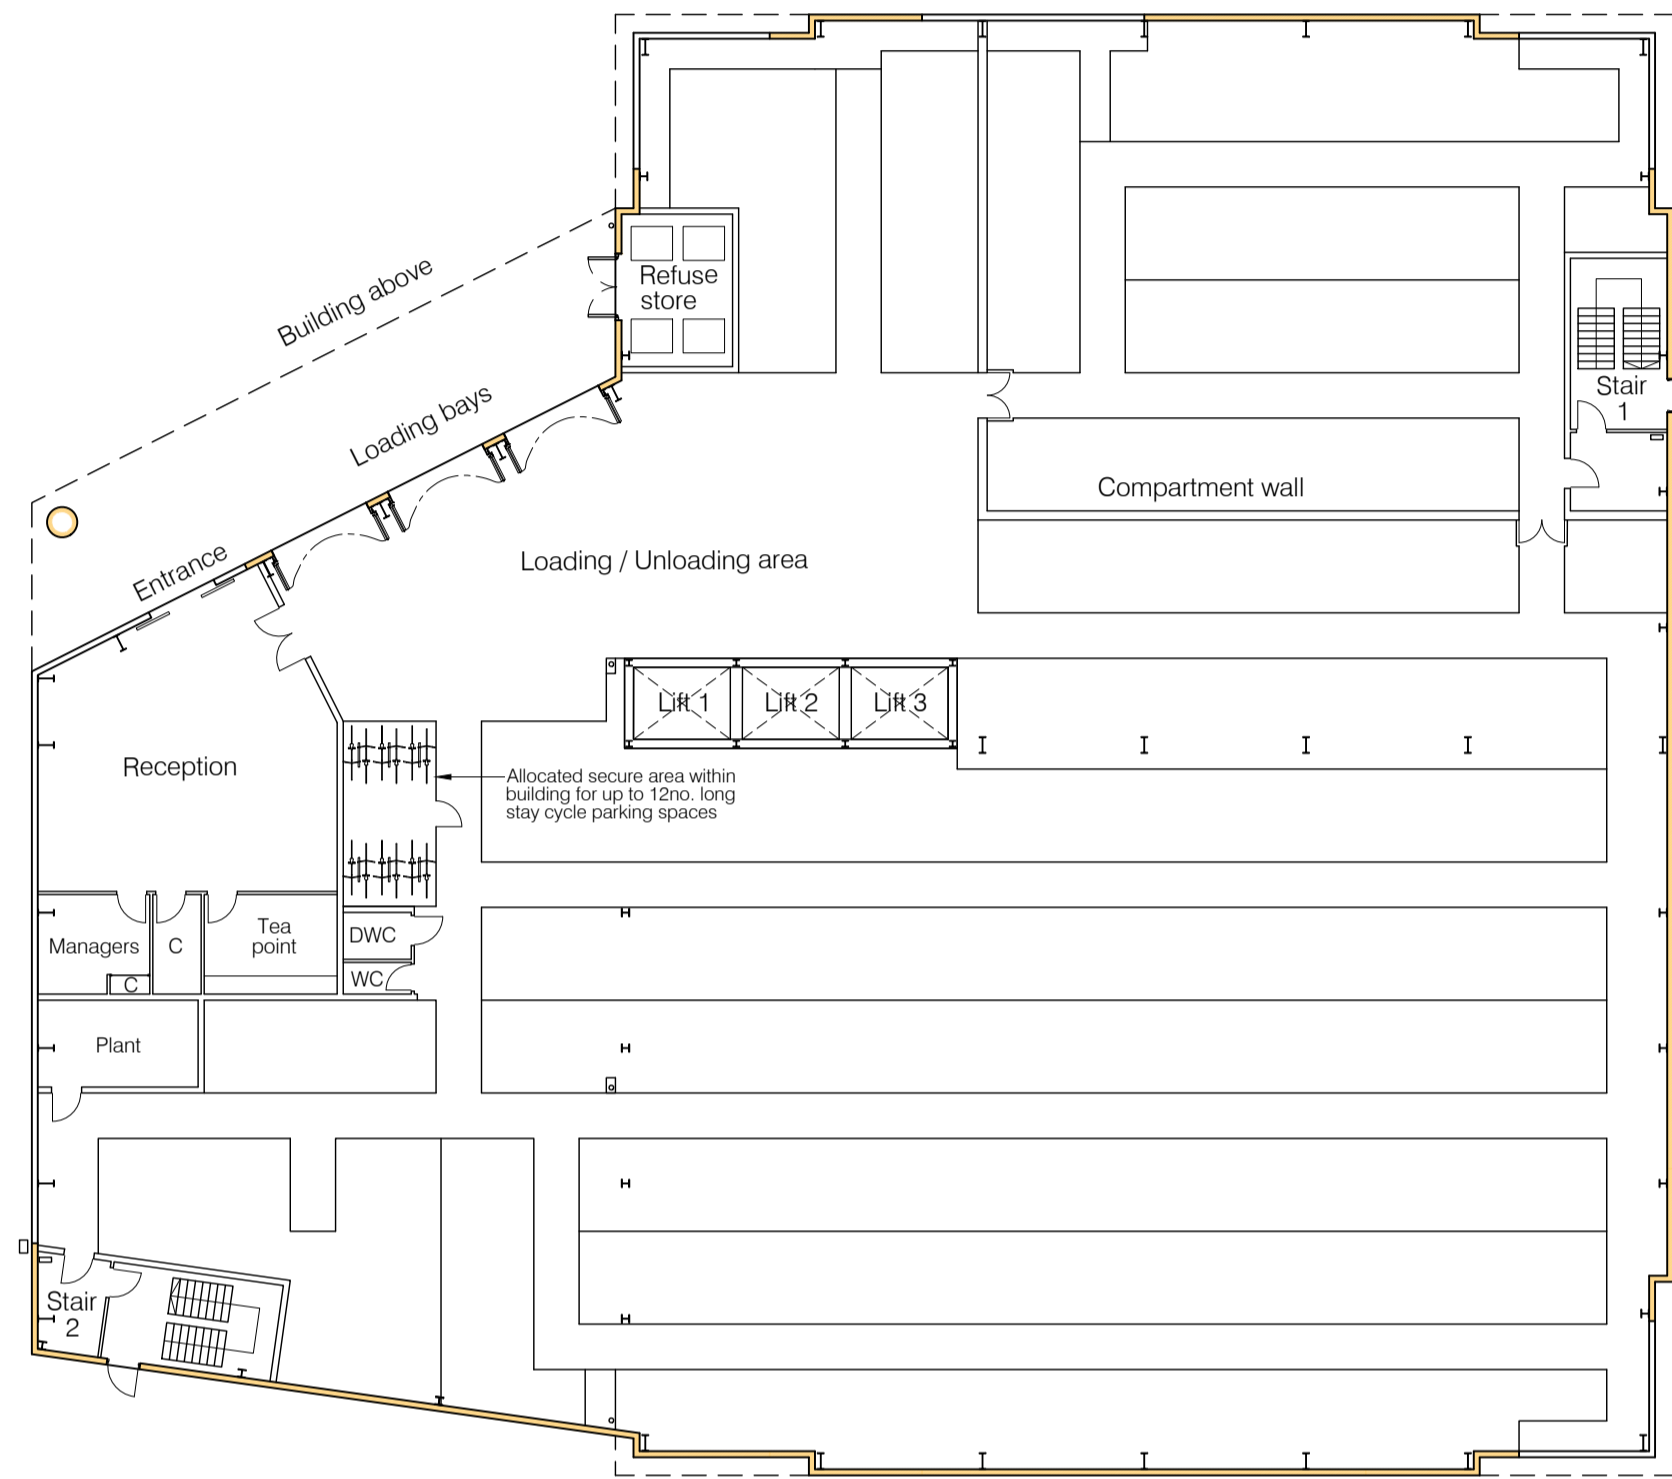 Building above
Refuse
store
Loading bays
Stair
1
Compartment wall
Entrance
Loading / Unloading area
Lift 1
Lift 2
Lift 3
Reception
Allocated secure area within
building for up to 12no. long
stay cycle parking spaces
Managers
C
C
Tea
point
DWC
WC
Plant
Stair
2